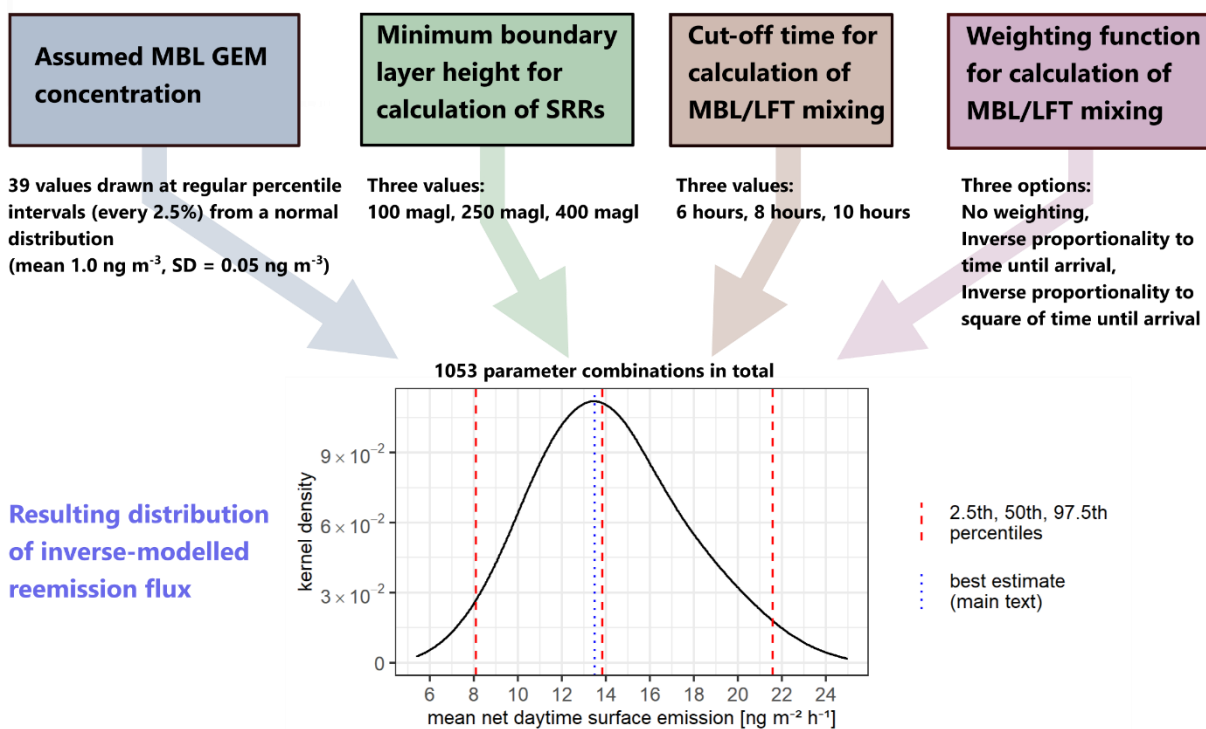 Assumed MBL GEM
concentration
Minimum boundary
layer height for
calculation of SRRs
Cut-off time for
calculation of
MBL/LFT mixing
Weighting function
for calculation of
MBL/LFT mixing
39 values drawn at regular percentile
intervals (every 2.5%) from a normal
distribution
(mean 1.0 ng m⁻³, SD = 0.05 ng m⁻³)
Three values:
100 magl, 250 magl, 400 magl
Three values:
6 hours, 8 hours, 10 hours
Three options:
No weighting,
Inverse proportionality to
time until arrival,
Inverse proportionality to
square of time until arrival
1053 parameter combinations in total
Resulting distribution
of inverse-modelled
reemission flux
kernel density
9 × 10⁻²
6 × 10⁻²
3 × 10⁻²
0
6 8 10 12 14 16 18 20 22 24
mean net daytime surface emission [ng m⁻² h⁻¹]
2.5th, 50th, 97.5th
percentiles
best estimate
(main text)